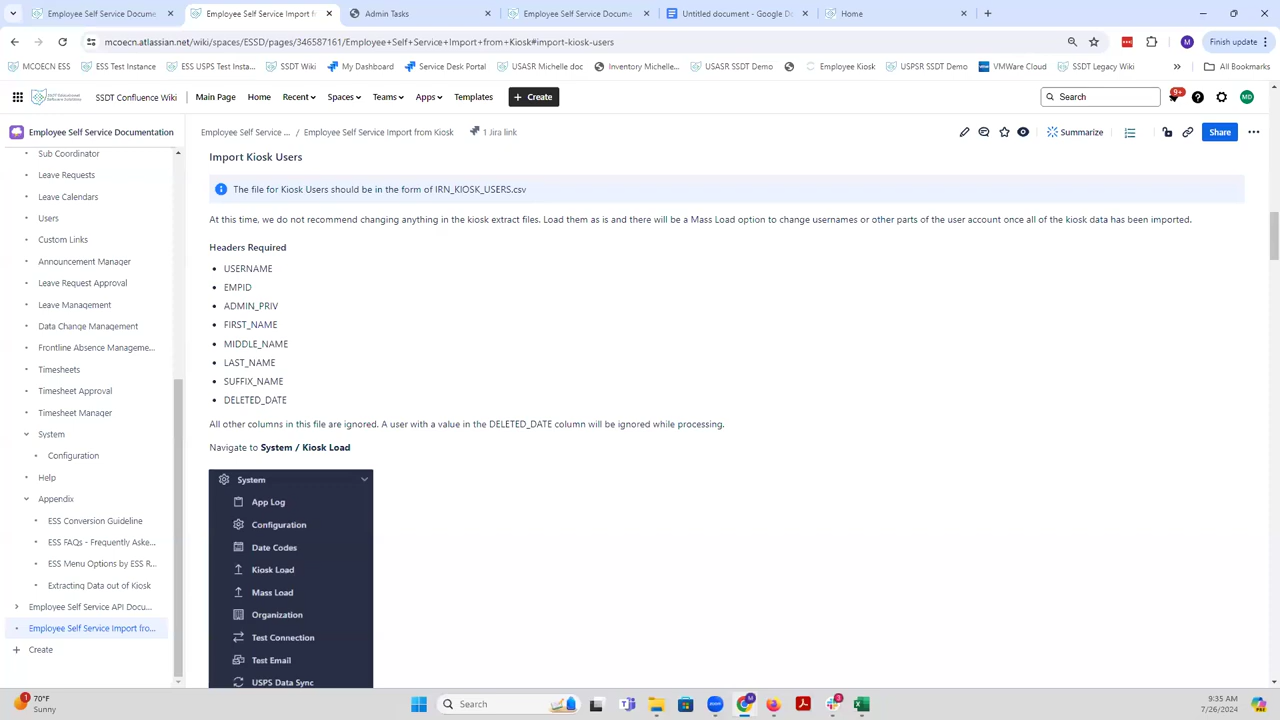 Employee Self Service Docume
Employee Self Service Import f
Admin Tasks
Employee Self Service Docum
Untitled document - Google D
Home
mcoecn.atlassian.net/wiki/spaces/ESSD/pages/346587161/Employee+Self+Service+Import+from+Kiosk#import-kiosk-users
M
Finish update
MCOECN ESS
ESS Test Instance
ESS USPS Test Insta...
SSDT Wiki
My Dashboard
Service Desk Portal
USASR Michelle doc
Inventory Michelle...
USASR SSDT Demo
Employee Kiosk
USPSR SSDT Demo
VMWare Cloud
SSDT Legacy Wiki
All Bookmarks
SSDT Confluence Wiki
Main Page
Home
Recent
Spaces
Teams
Apps
Templates
+ Create
Search
9+
MD
Employee Self Service Documentation
Employee Self Service ... / Employee Self Service Import from Kiosk
1 Jira link
Summarize
Share
Sub Coordinator
Leave Requests
Leave Calendars
Users
Custom Links
Announcement Manager
Leave Request Approval
Leave Management
Data Change Management
Frontline Absence Manageme...
Timesheets
Timesheet Approval
Timesheet Manager
System
Configuration
Help
Appendix
ESS Conversion Guideline
ESS FAQs - Frequently Aske...
ESS Menu Options by ESS R...
Extracting Data out of Kiosk
Employee Self Service API Docu...
Employee Self Service Import fro...
+ Create
Import Kiosk Users
The file for Kiosk Users should be in the form of IRN_KIOSK_USERS.csv
At this time, we do not recommend changing anything in the kiosk extract files. Load them as is and there will be a Mass Load option to change usernames or other parts of the user account once all of the kiosk data has been imported.
Headers Required
• USERNAME
• EMPID
• ADMIN_PRIV
• FIRST_NAME
• MIDDLE_NAME
• LAST_NAME
• SUFFIX_NAME
• DELETED_DATE
All other columns in this file are ignored. A user with a value in the DELETED_DATE column will be ignored while processing.
Navigate to System / Kiosk Load
System
App Log
Configuration
Date Codes
Kiosk Load
Mass Load
Organization
Test Connection
Test Email
USPS Data Sync
1
70°F
Sunny
Search
3
9:35 AM
7/26/2024